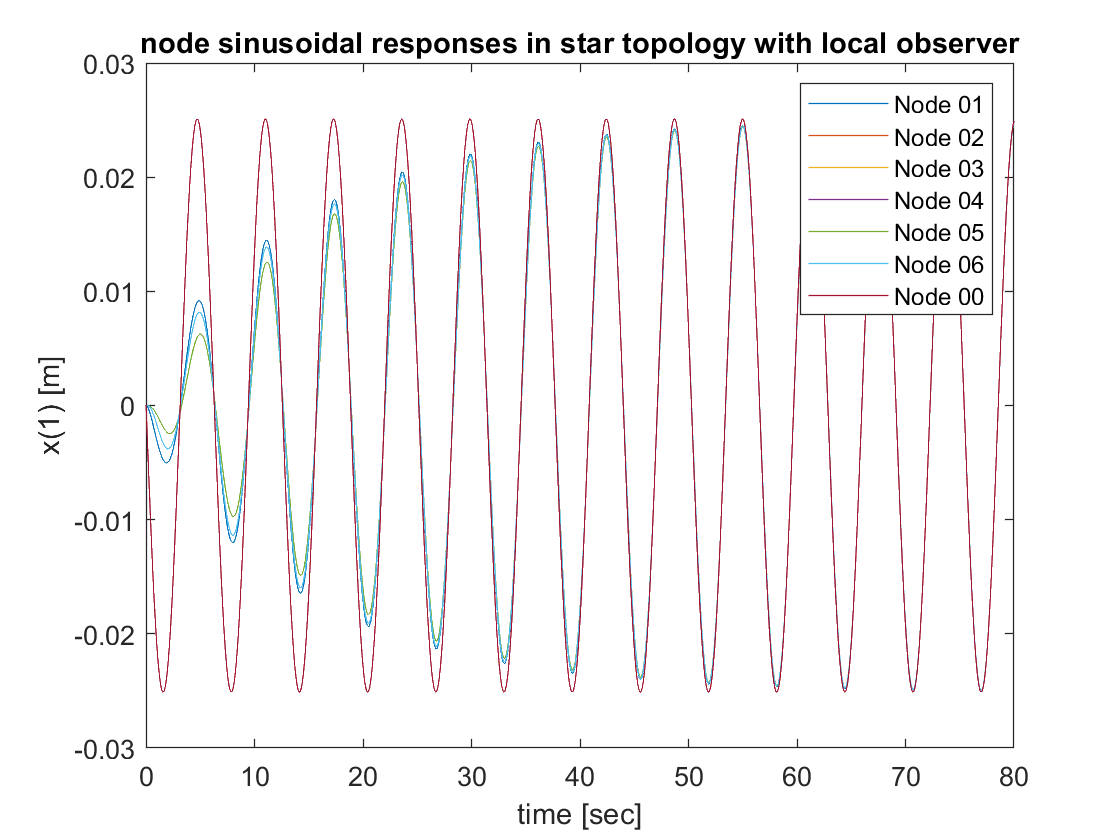 node sinusoidal responses in star topology with local observer
0.03
0.02
0.01
0
-0.01
-0.02
-0.03
x(1) [m]
Node 01
Node 02
Node 03
Node 04
Node 05
Node 06
Node 00
0 10 20 30 40 50 60 70 80
time [sec]